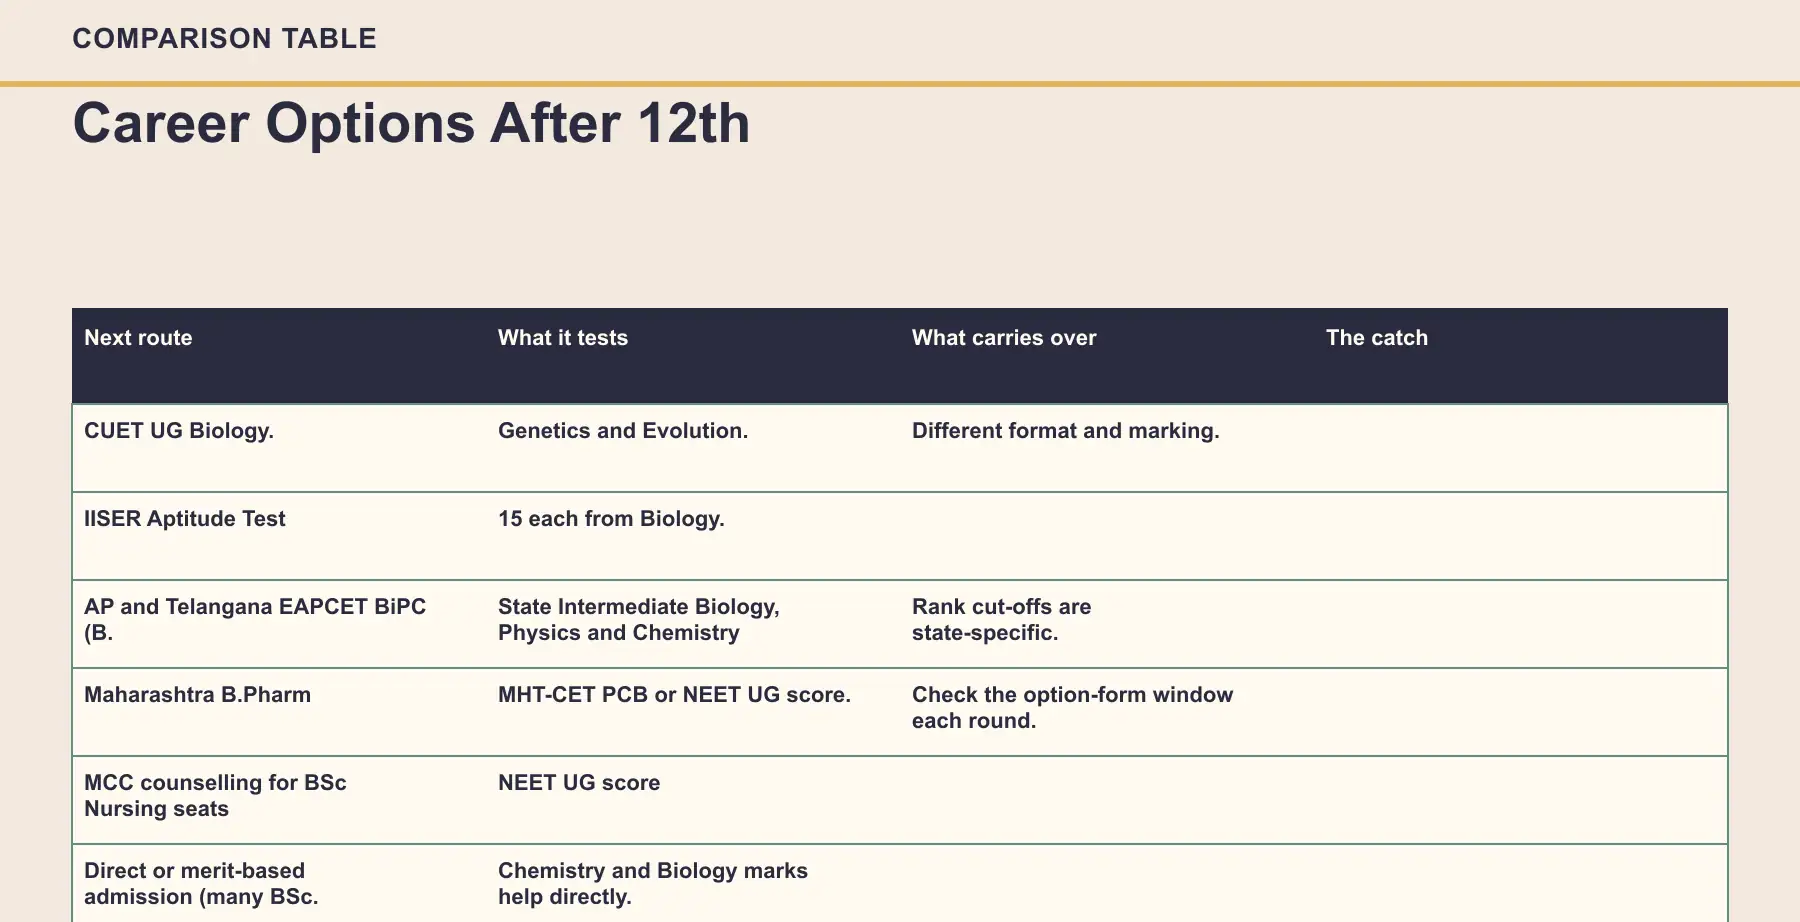 COMPARISON TABLE
Career Options After 12th
Next route What it tests What carries over The catch
CUET UG Biology. Genetics and Evolution. Different format and marking.
IISER Aptitude Test 15 each from Biology.
AP and Telangana EAPCET BiPC State Intermediate Biology, Rank cut-offs are
(B. Physics and Chemistry state-specific.
Maharashtra B.Pharm MHT-CET PCB or NEET UG score. Check the option-form window
each round.
MCC counselling for BSc NEET UG score
Nursing seats
Direct or merit-based Chemistry and Biology marks
admission (many BSc. help directly.